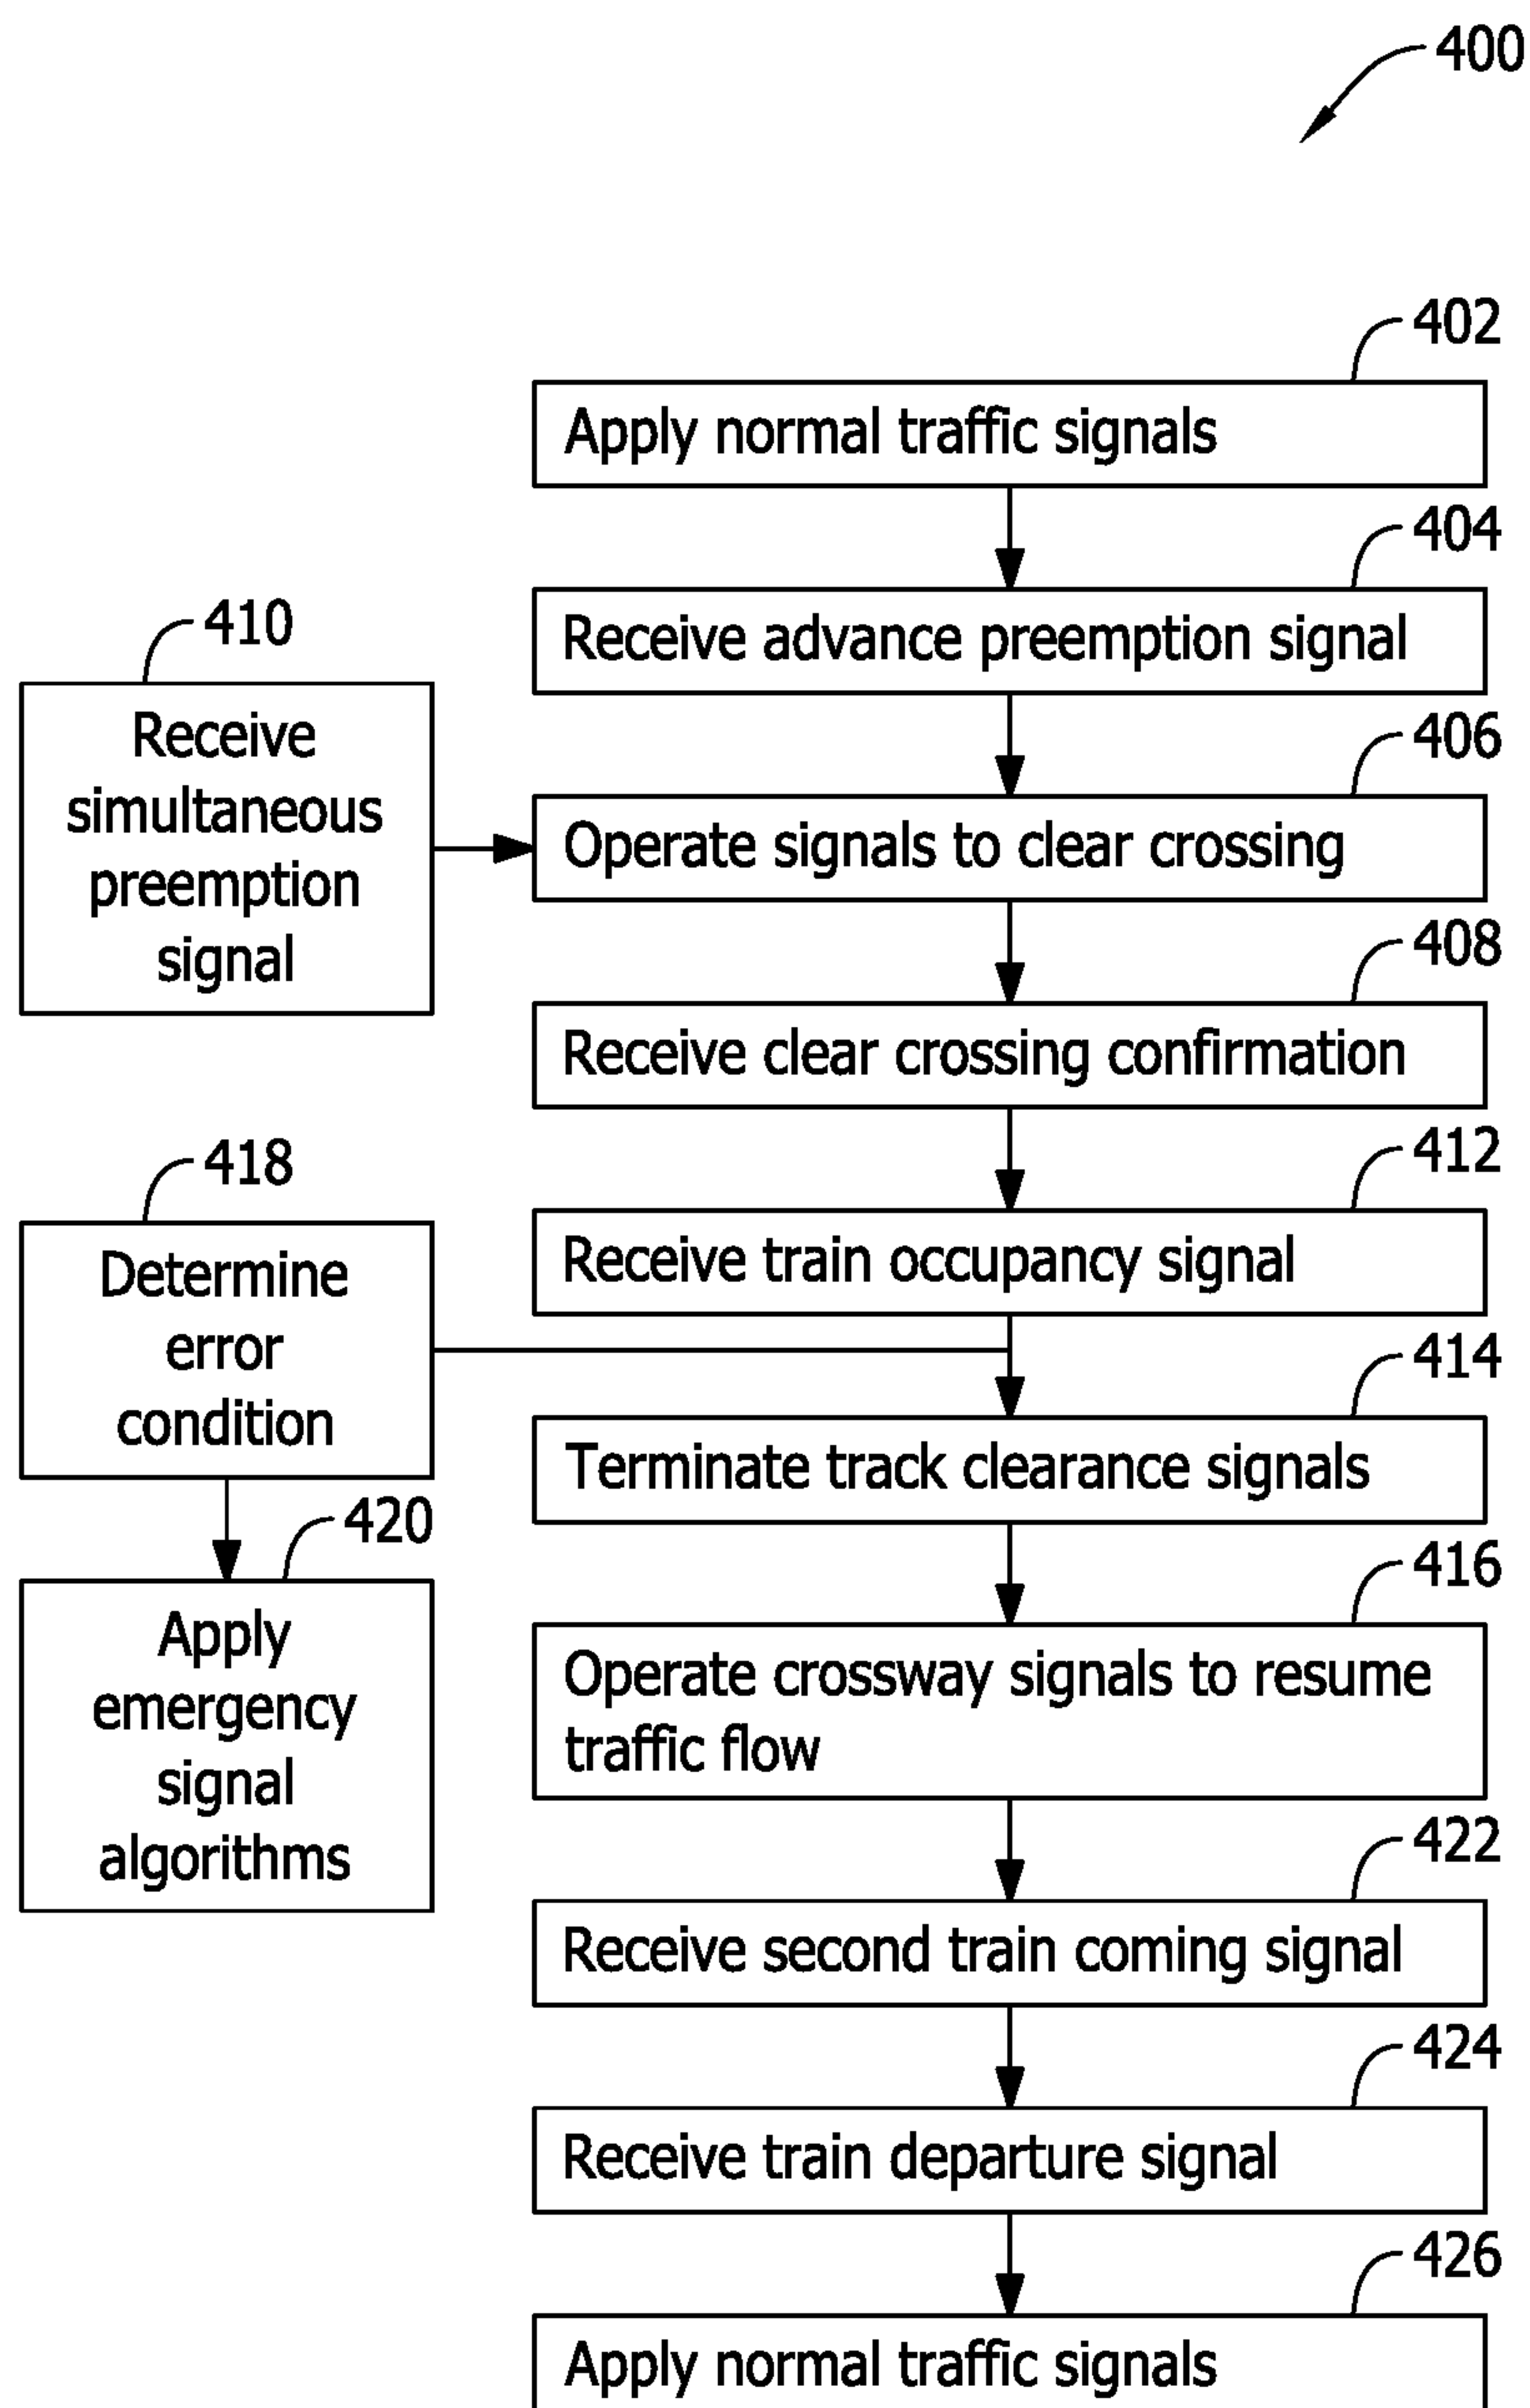 400
402
Apply normal traffic signals
404
Receive advance preemption signal
410
Receive
simultaneous
preemption
signal
406
Operate signals to clear crossing
408
Receive clear crossing confirmation
412
Receive train occupancy signal
418
Determine
error
condition
414
Terminate track clearance signals
420
Apply
emergency
signal
algorithms
416
Operate crossway signals to resume
traffic flow
422
Receive second train coming signal
424
Receive train departure signal
426
Apply normal traffic signals